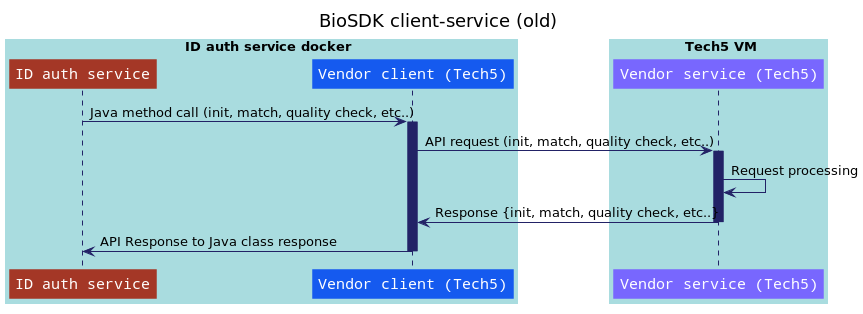 BioSDK client-service (old)
ID auth service docker
Tech5 VM
ID auth service
Vendor client (Tech5)
Vendor service (Tech5)
Java method call (init, match, quality check, etc..)
API request (init, match, quality check, etc..)
Request processing
Response {init, match, quality check, etc..}
API Response to Java class response
ID auth service
Vendor client (Tech5)
Vendor service (Tech5)